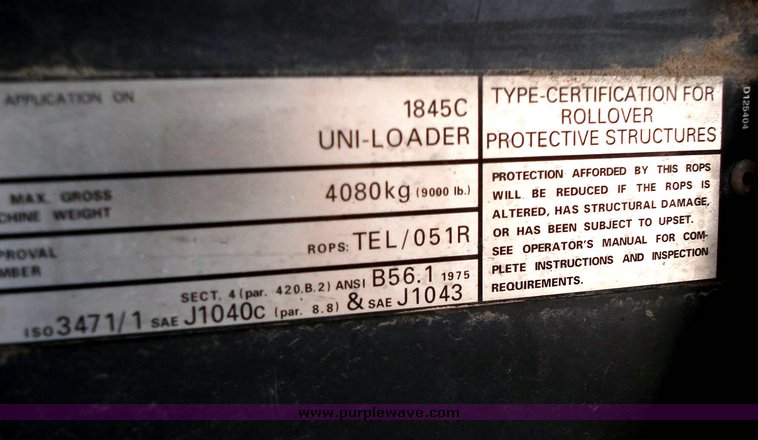 APPLICATION ON
1845C
UNI-LOADER
MAX. GROSS
WEIGHT
4080kg (9000 lb.)
ROPS: TEL/051R
SECT. 4 (par. 420.B.2) ANSI B56.1 1975
ISO 3471/1 SAE J1040C (par. 8.8) & SAE J1043
TYPE-CERTIFICATION FOR
ROLLOVER
PROTECTIVE STRUCTURES
PROTECTION AFFORDED BY THIS ROPS
WILL BE REDUCED IF THE ROPS IS
ALTERED, HAS STRUCTURAL DAMAGE,
OR HAS BEEN SUBJECT TO UPSET.
SEE OPERATOR'S MANUAL FOR COM-
PLETE INSTRUCTIONS AND INSPECTION
REQUIREMENTS.
D125404
www.purplewave.com